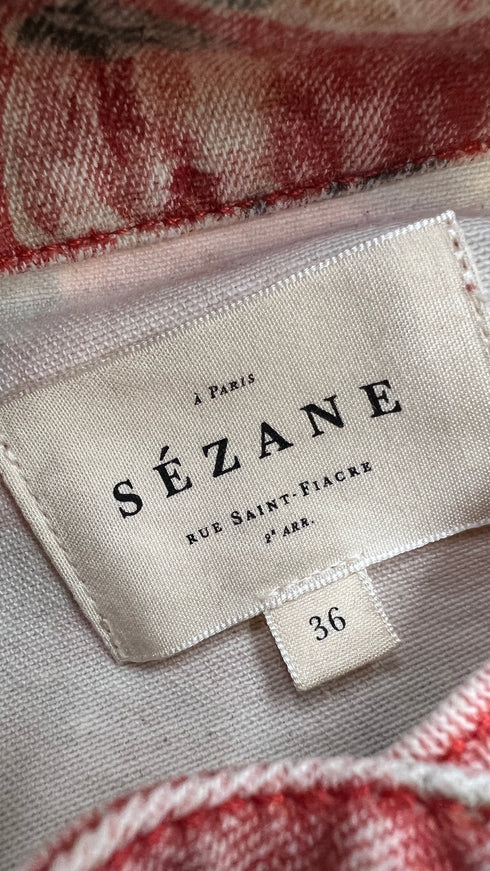 à Paris
SÉZANE
RUE SAINT-FIACRE
2e ARR.
36